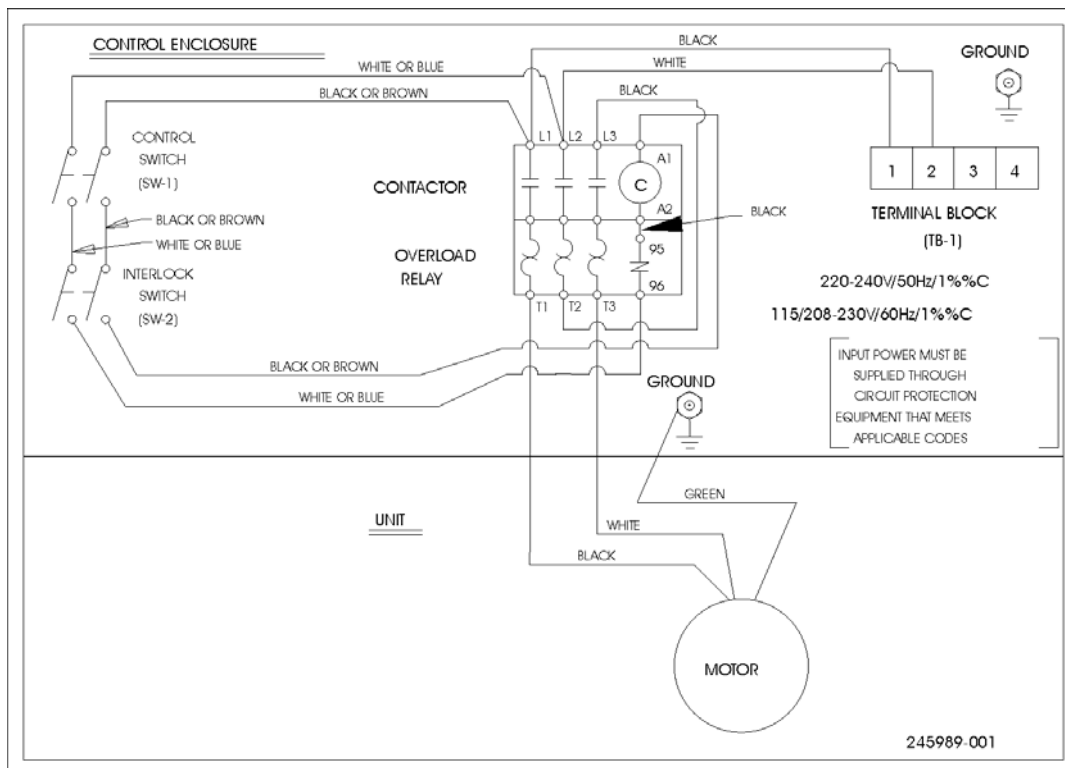 CONTROL ENCLOSURE
BLACK
WHITE
GROUND
WHITE OR BLUE
BLACK OR BROWN
BLACK
CONTROL
SWITCH
(SW-1)
L1
L2
L3
A1
C
A2
CONTACTOR
1
2
3
4
TERMINAL BLOCK
(TB-1)
BLACK
BLACK OR BROWN
WHITE OR BLUE
OVERLOAD
RELAY
95
96
INTERLOCK
SWITCH
(SW-2)
T1
T2
T3
220-240V/50Hz/1%%C
115/208-230V/60Hz/1%%C
INPUT POWER MUST BE
SUPPLIED THROUGH
CIRCUIT PROTECTION
EQUIPMENT THAT MEETS
APPLICABLE CODES
BLACK OR BROWN
WHITE OR BLUE
GROUND
GREEN
UNIT
WHITE
BLACK
MOTOR
245989-001